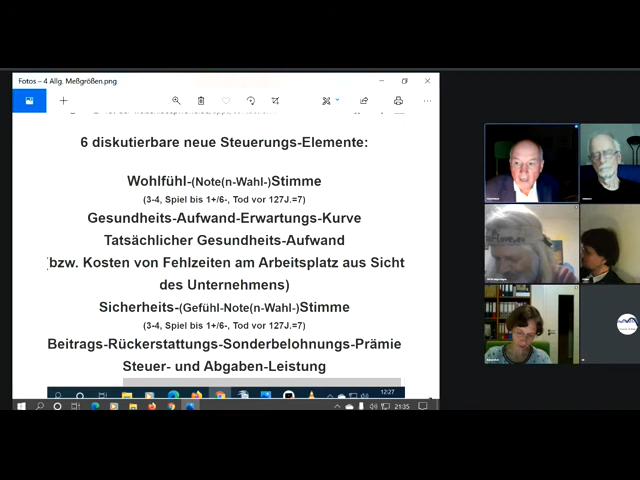 Fotos – 4 Allg. Meßgrößen.png
6 diskutierbare neue Steuerungs-Elemente:
Wohlfühl-(Note(n-Wahl-)Stimme
(3-4, Spiel bis 1+/6-, Tod vor 127J.=7)
Gesundheits-Aufwand-Erwartungs-Kurve
Tatsächlicher Gesundheits-Aufwand
bzw. Kosten von Fehlzeiten am Arbeitsplatz aus Sicht
des Unternehmens)
Sicherheits-(Gefühl-Note(n-Wahl-)Stimme
(3-4, Spiel bis 1+/6-, Tod vor 127J.=7)
Beitrags-Rückerstattungs-Sonderbelohnungs-Prämie
Steuer- und Abgaben-Leistung
12:27
21:35